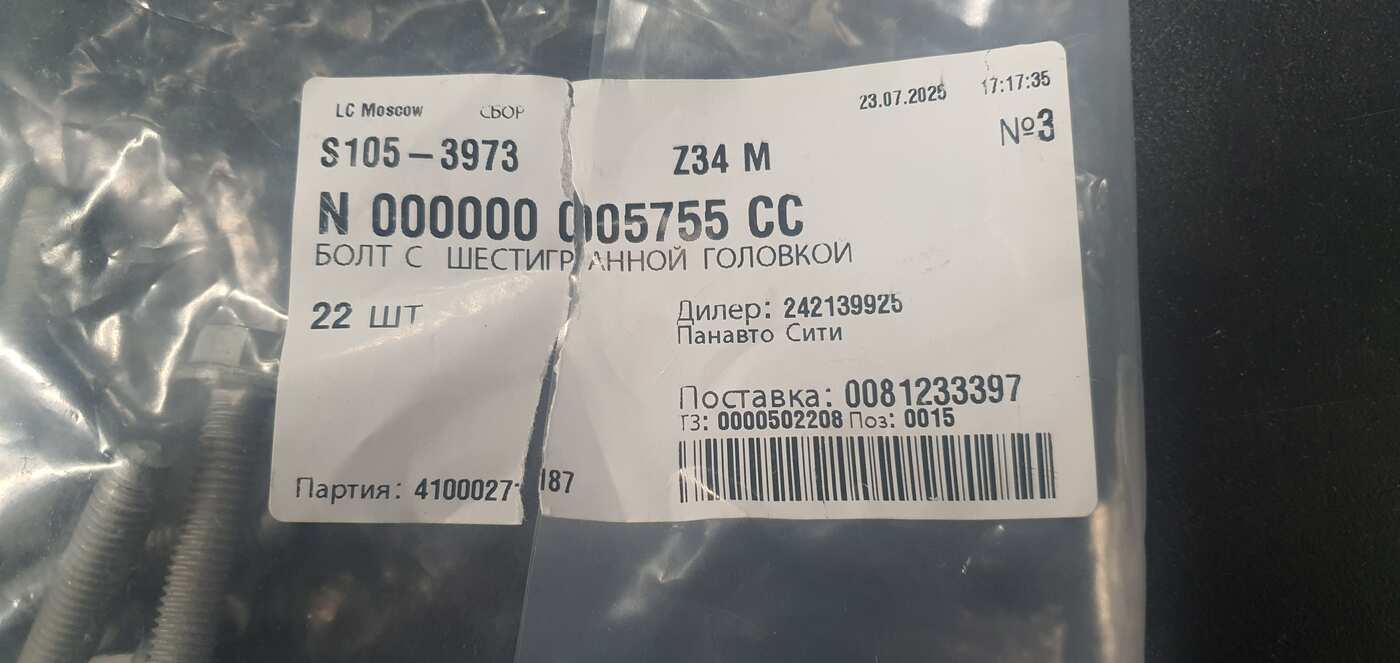 LC Moscow СБОР 23.07.2025 17:17:35
S105-3973 Z34 M №3
N 000000 005755 CC
БОЛТ С ШЕСТИГРАННОЙ ГОЛОВКОЙ
22 ШТ Дилер: 242139925
Панавто Сити
Поставка: 0081233397
ТЗ: 0000502208 Поз: 0015
Партия: